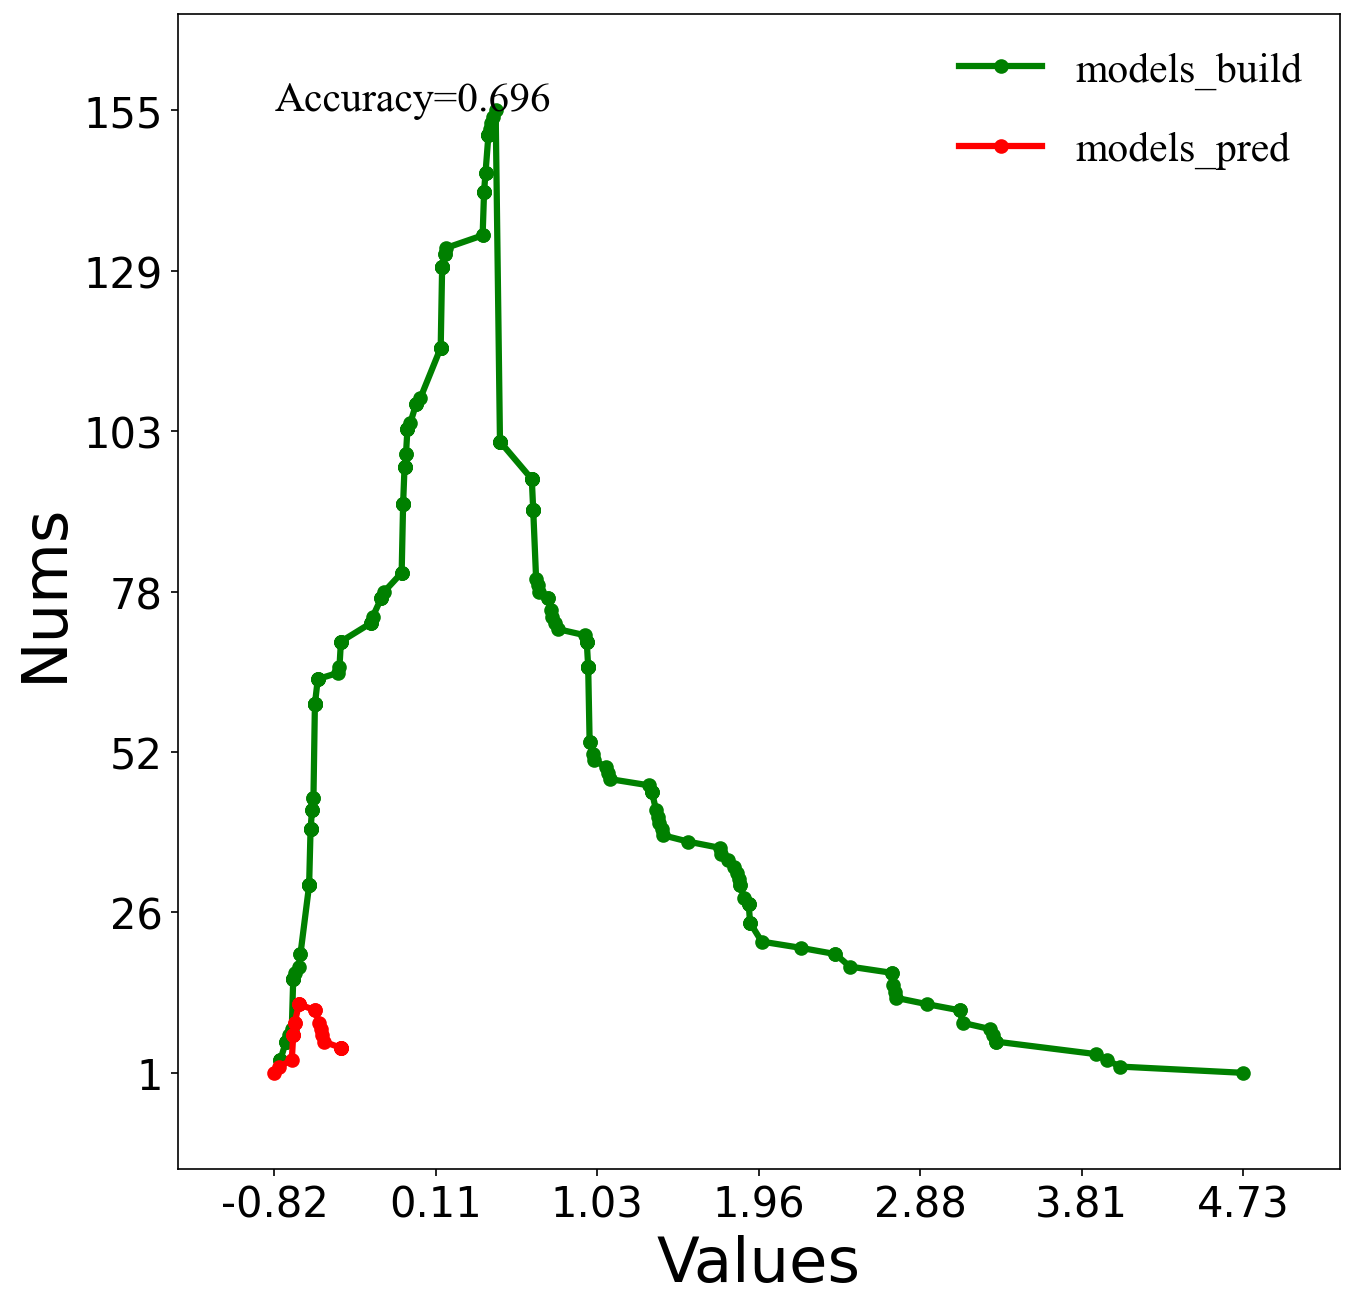 models_build
Accuracy=0.696
models_pred
155
129
103
78
52
26
1
Nums
-0.82 0.11 1.03 1.96 2.88 3.81 4.73
Values